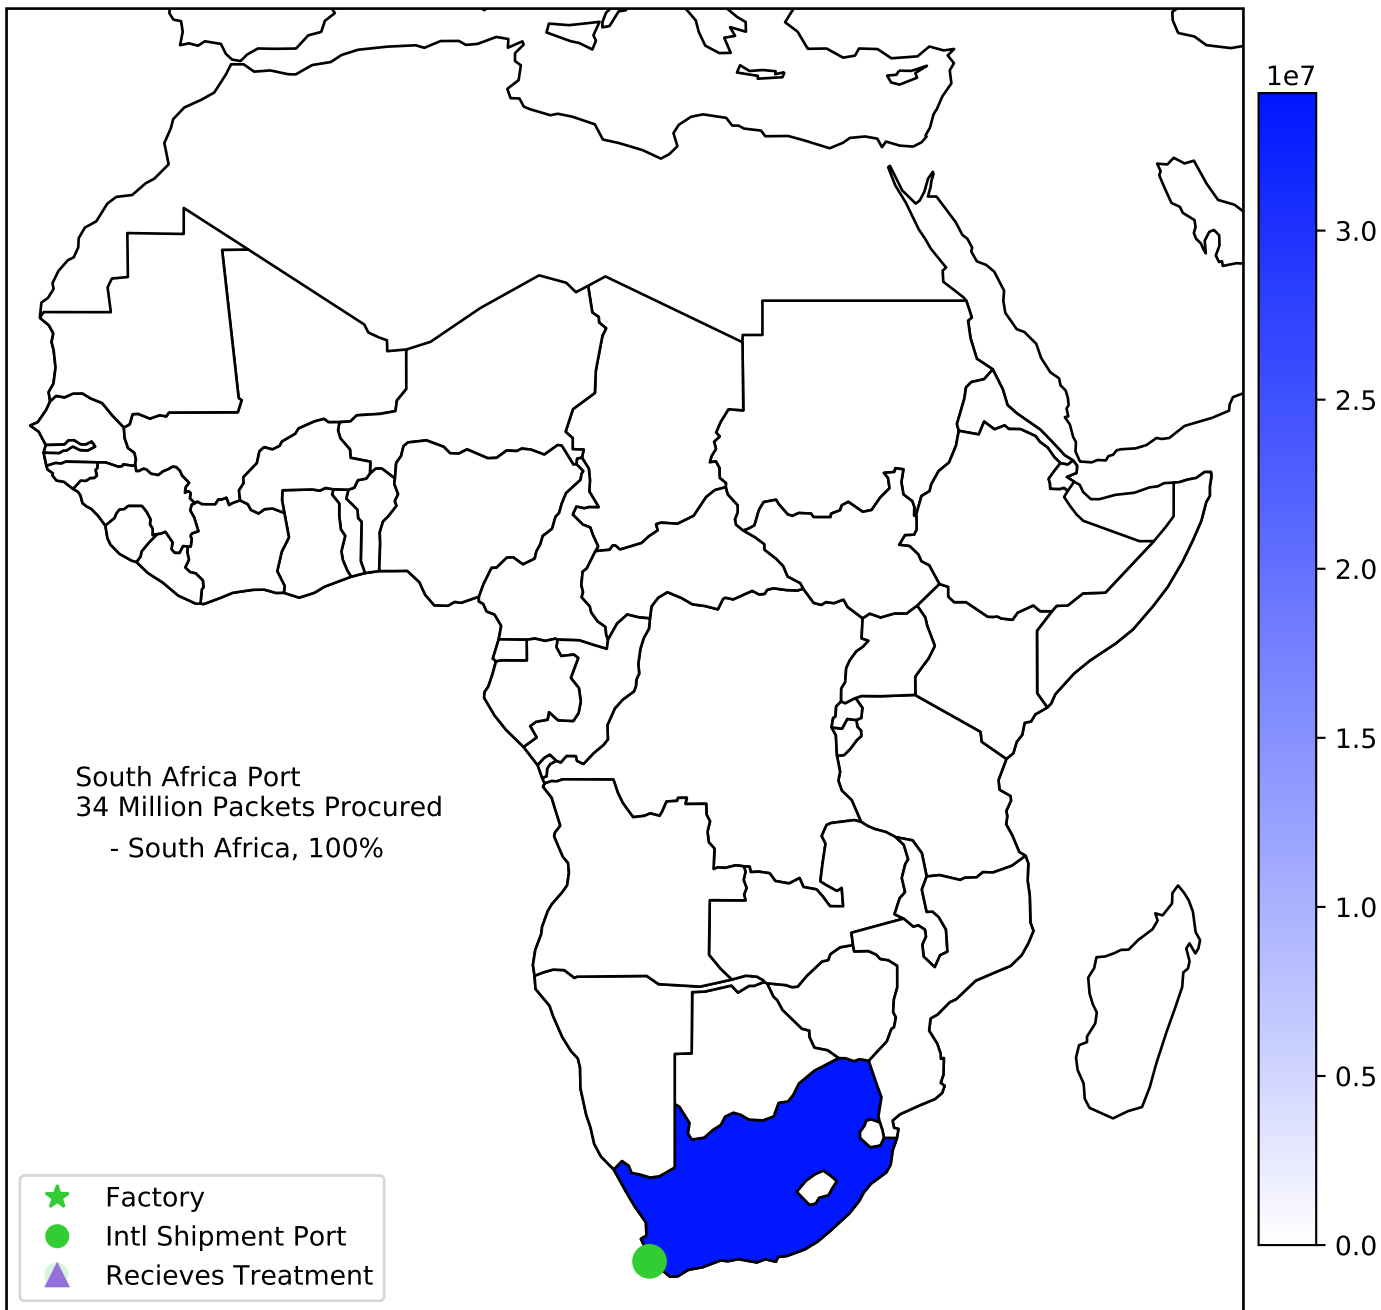 1e7
3.0
2.5
2.0
1.5
1.0
0.5
0.0
South Africa Port
34 Million Packets Procured
- South Africa, 100%
Factory
Intl Shipment Port
Recieves Treatment